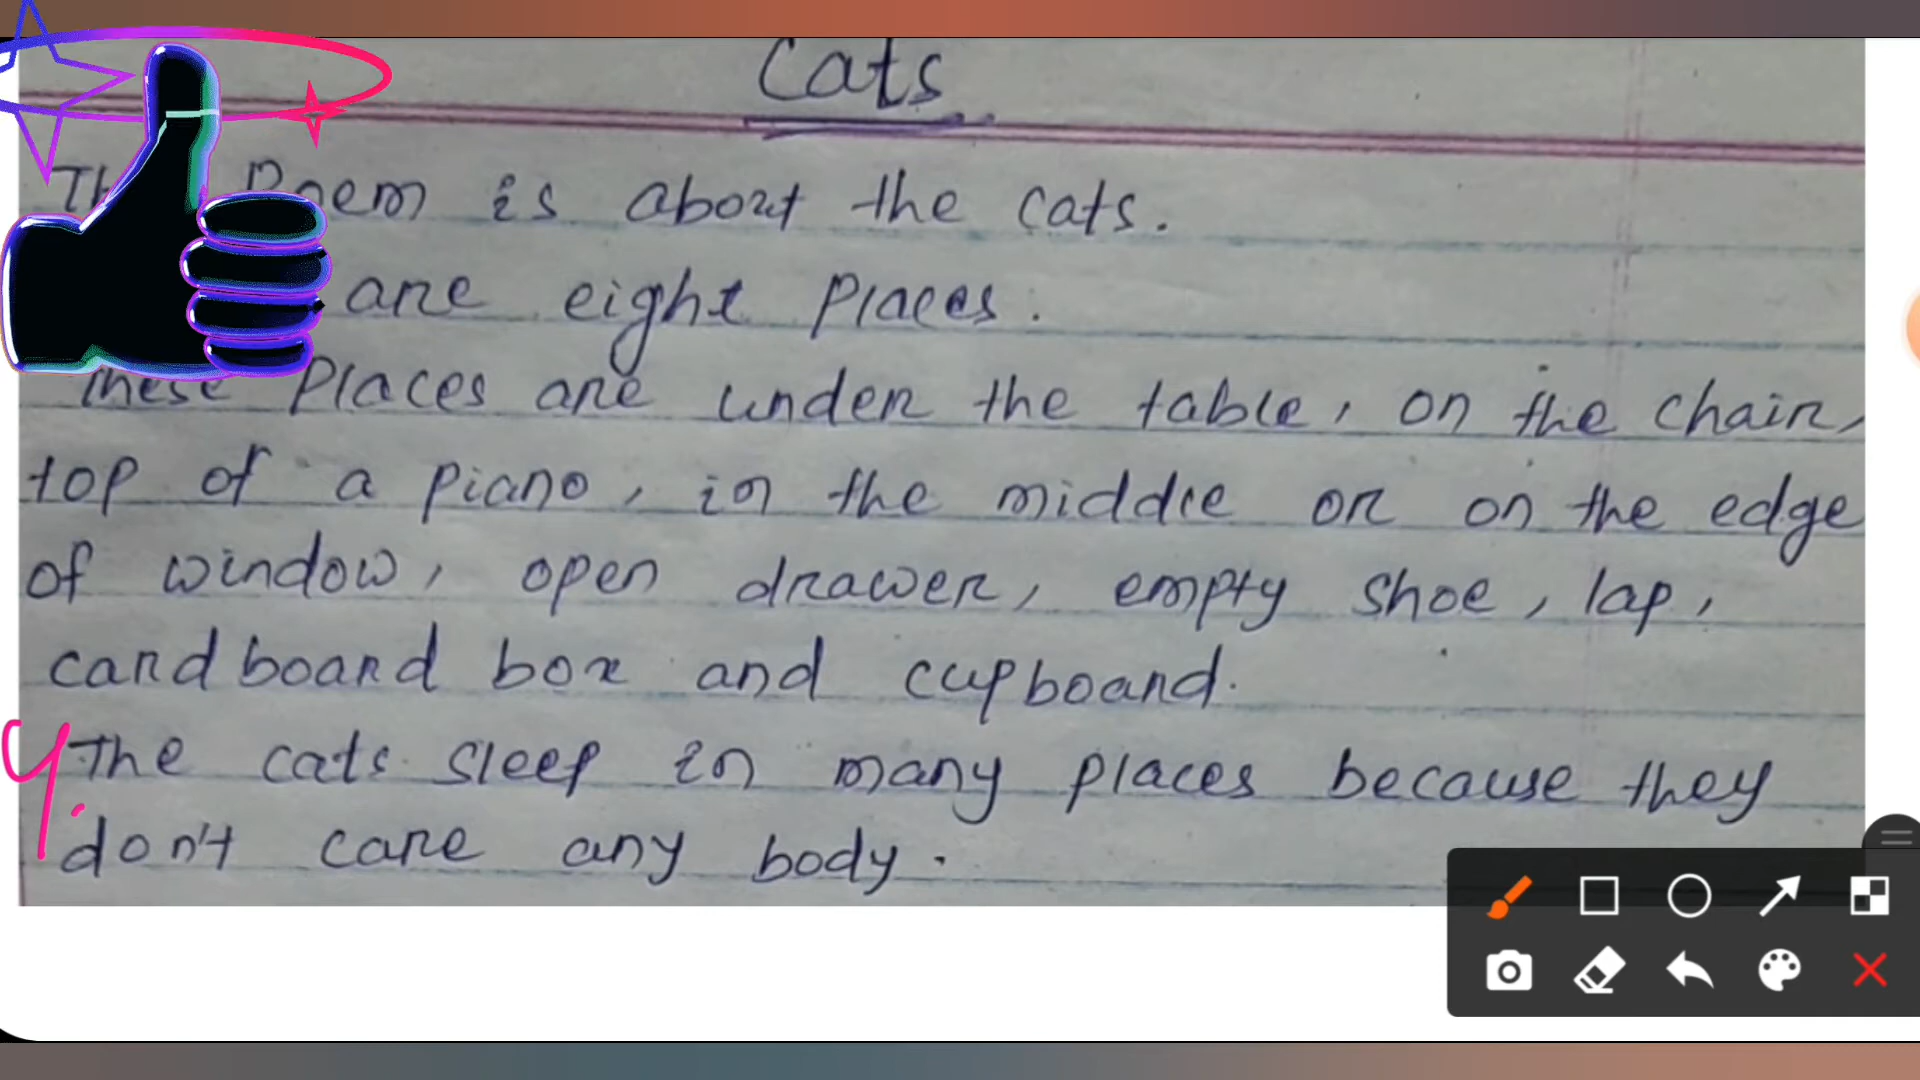 Cats
Poem is about the cats.
are eight places.
These places are under the table, on the chair,
top of a piano, in the middle or on the edge
of window, open drawer, empty shoe, lap,
cardboard box and cupboard.
4. The cats sleep in many places because they
don't care any body.